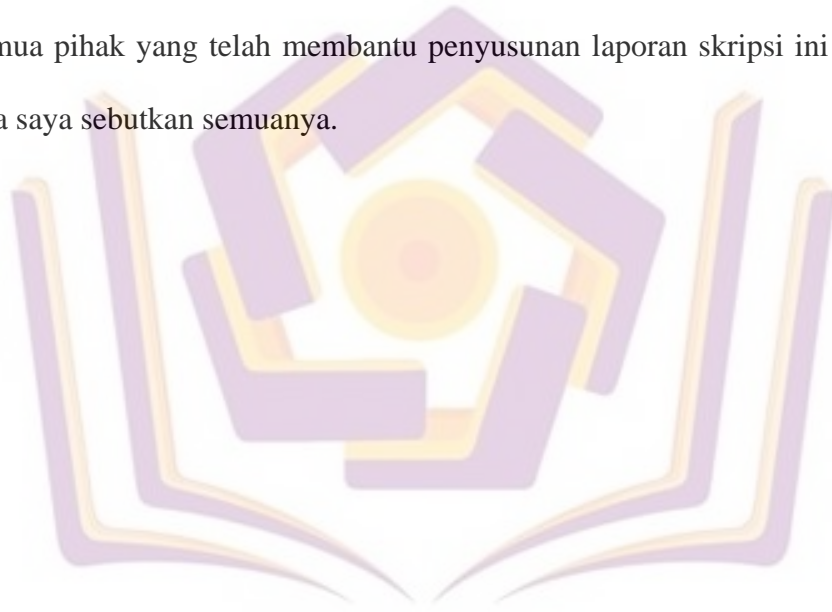 mua pihak yang telah membantu penyusunan laporan skripsi ini
a saya sebutkan semuanya.